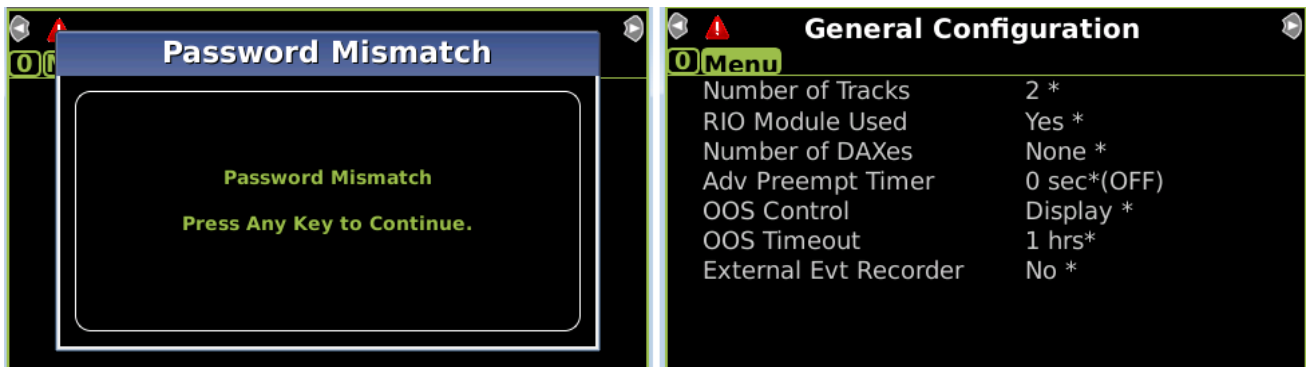 Password Mismatch
0
Password Mismatch
Press Any Key to Continue.
General Configuration
0 Menu
Number of Tracks 2 *
RIO Module Used Yes *
Number of DAXes None *
Adv Preempt Timer 0 sec*(OFF)
OOS Control Display *
OOS Timeout 1 hrs*
External Evt Recorder No *